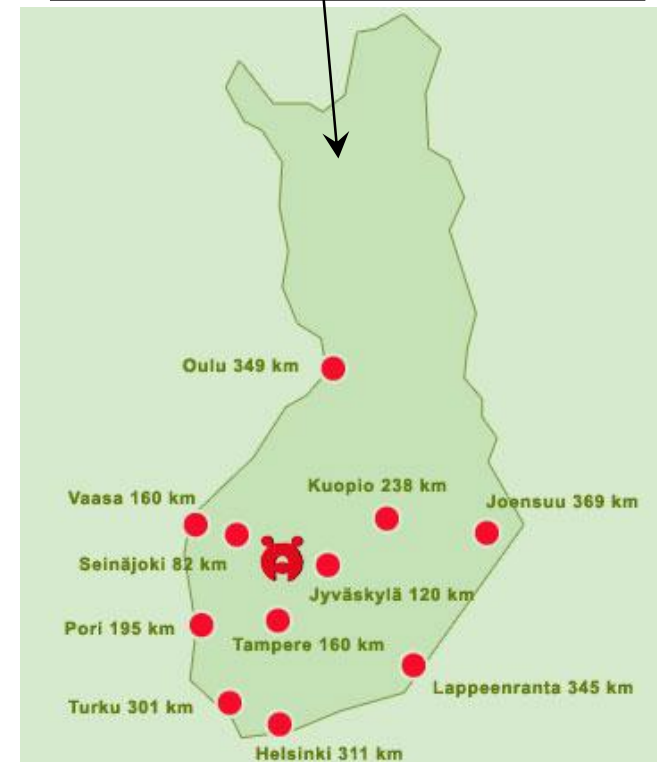 Oulu 349 km
Kuopio 238 km
Vaasa 160 km
Joensuu 369 km
Seinäjoki 82 km
Jyväskylä 120 km
Pori 195 km
Tampere 160 km
Lappeenranta 345 km
Turku 301 km
Helsinki 311 km